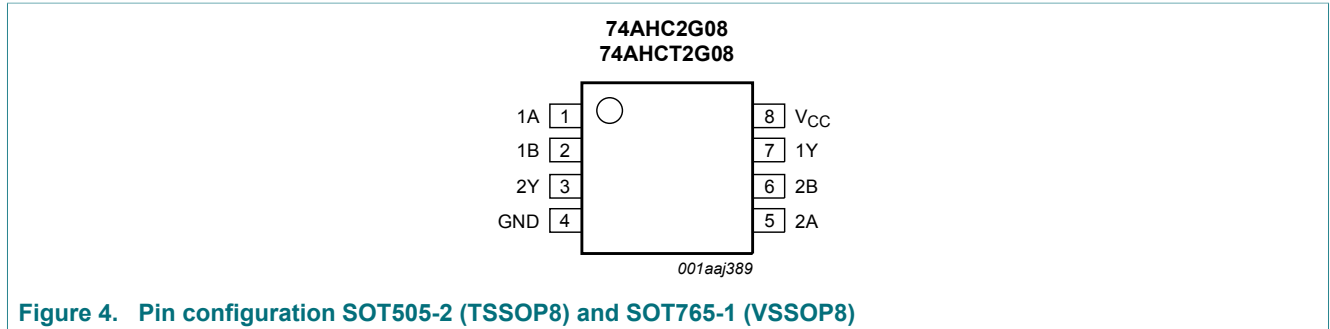 74AHC2G08
74AHCT2G08
1A 1 8 VCC
1B 2 7 1Y
2Y 3 6 2B
GND 4 5 2A
001aaj389
Figure 4. Pin configuration SOT505-2 (TSSOP8) and SOT765-1 (VSSOP8)